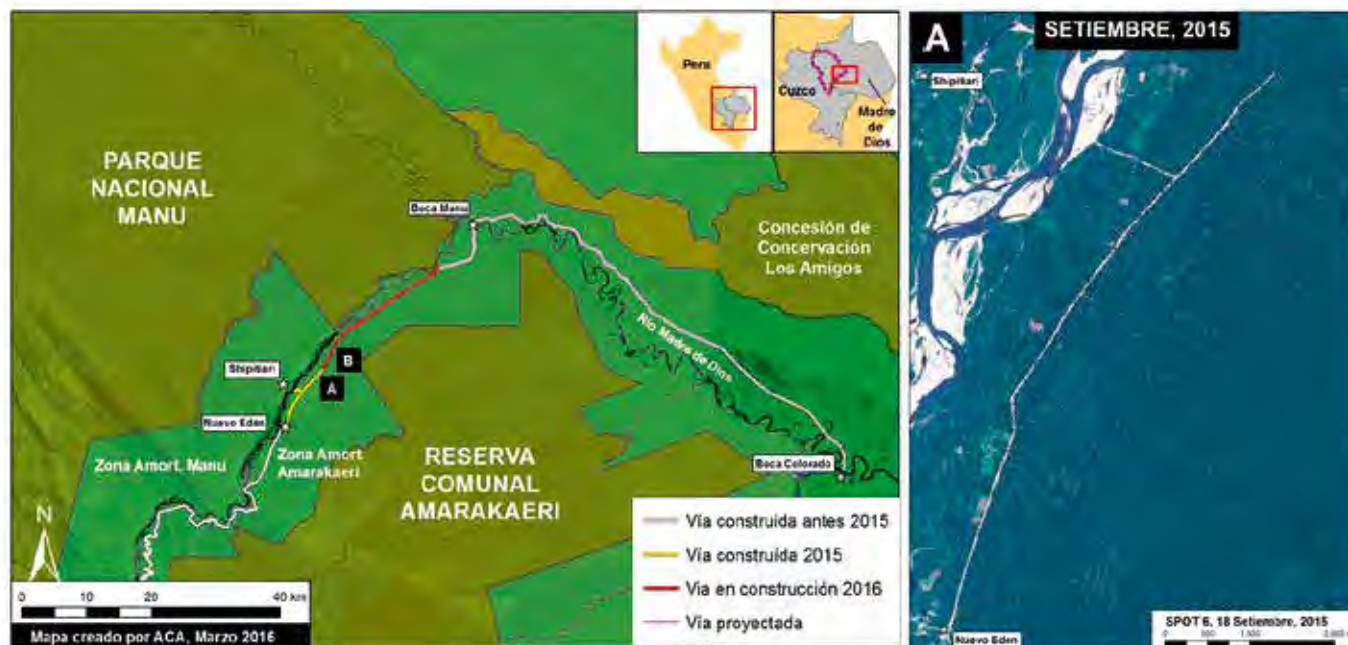 Peru
Cuzco
Madre
de
Dios
PARQUE
NACIONAL
MANU
Boca Manu
Concesión de
Concervación
Los Amigos
Río Madre de Dios
B
Shipitiari
A
Nuevo Eden
Zona Amort. Manu
Zona Amort
Amarakaeri
RESERVA
COMUNAL
AMARAKAERI
Boca Colorado
N
0 10 20 40 km
Mapa creado por ACA, Marzo 2016
Vía construida antes 2015
Vía construída 2015
Vía en construcción 2016
Vía proyectada
A
SETIEMBRE, 2015
Shipitiari
Nuevo Eden
SPOT 6, 18 Setiembre, 2015